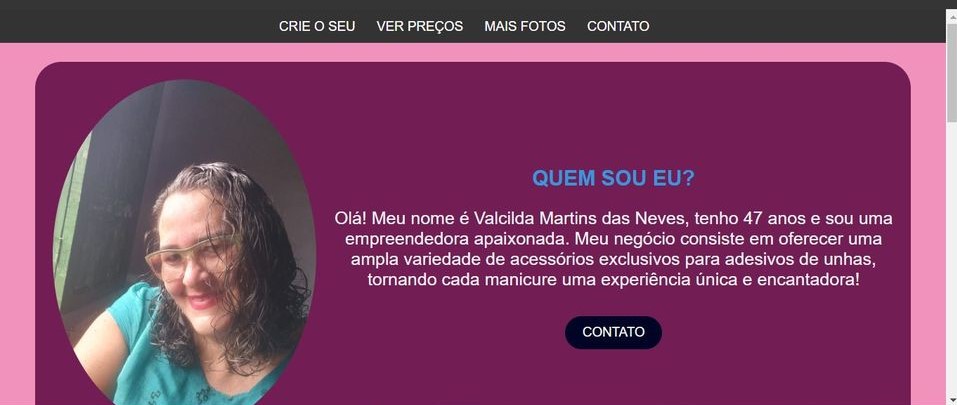 CRIE O SEU VER PREÇOS MAIS FOTOS CONTATO
QUEM SOU EU?
Olá! Meu nome é Valcilda Martins das Neves, tenho 47 anos e sou uma
empreendedora apaixonada. Meu negócio consiste em oferecer uma
ampla variedade de acessórios exclusivos para adesivos de unhas,
tornando cada manicure uma experiência única e encantadora!
CONTATO